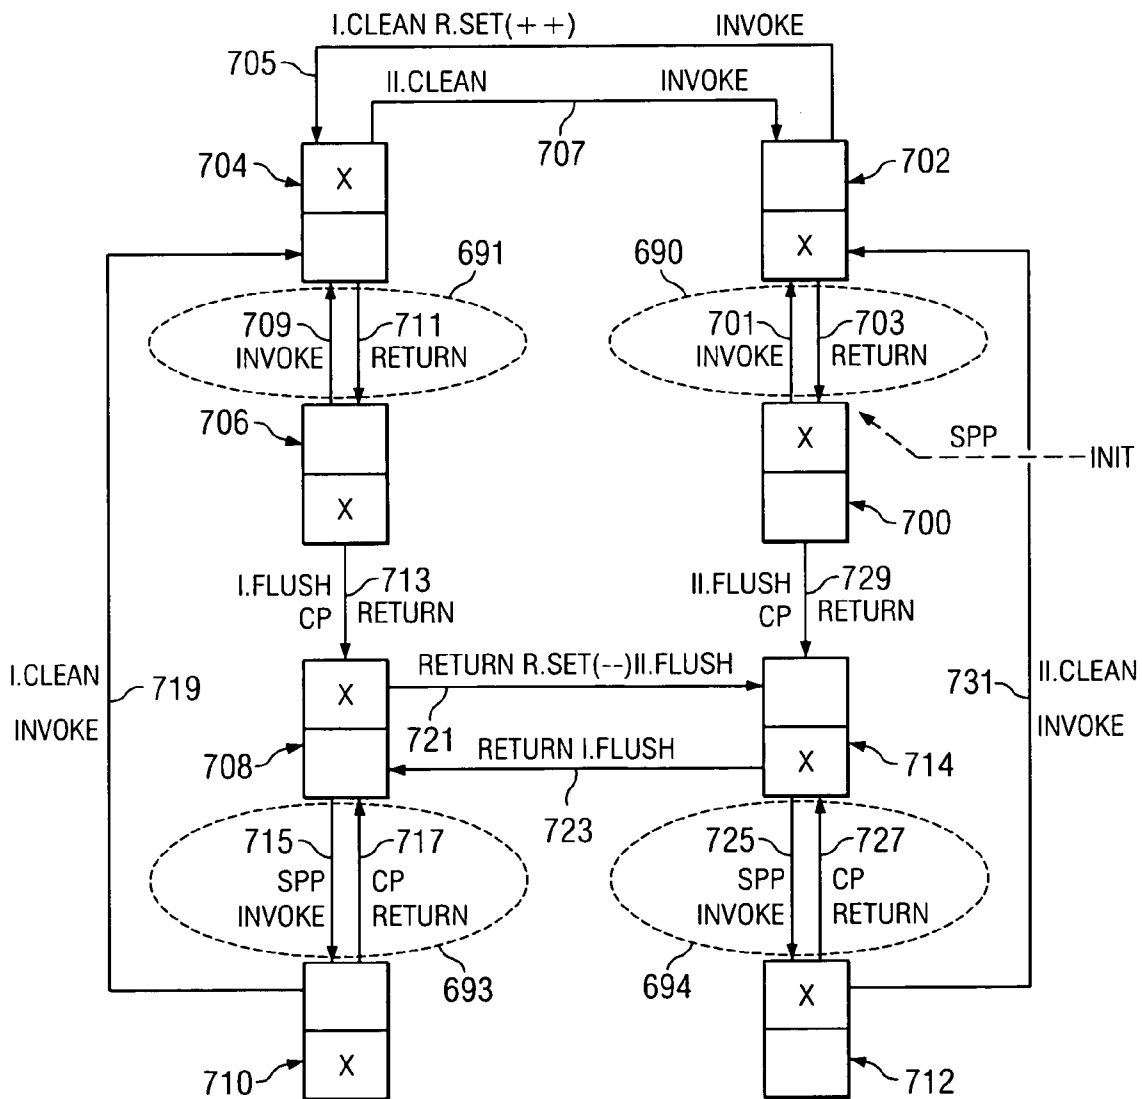 I.CLEAN R.SET(++) INVOKE
705
II.CLEAN INVOKE
707
704 X 702
X
691 690
709 711 701 703
INVOKE RETURN INVOKE RETURN
706 X SPP INIT
X 700
I.FLUSH 713 II.FLUSH 729
CP RETURN CP RETURN
I.CLEAN 719 RETURN R.SET(--)II.FLUSH 731 II.CLEAN
X
INVOKE 721 INVOKE
708 RETURN I.FLUSH X 714
723
715 717 725 727
SPP CP SPP CP
INVOKE RETURN INVOKE RETURN
693 694 X
710 X 712